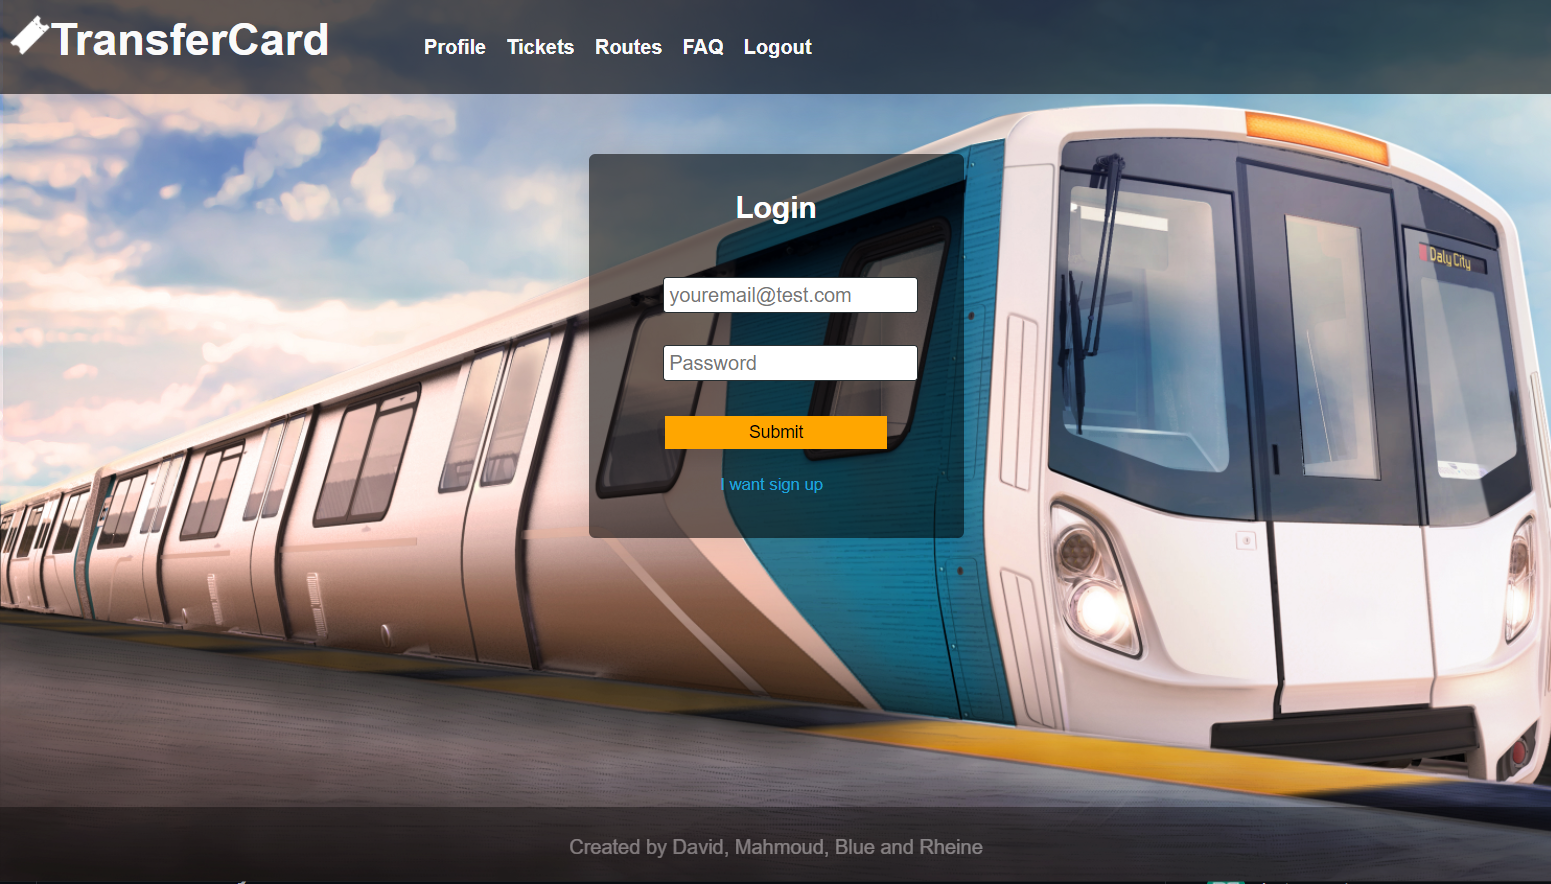 TransferCard
Profile Tickets Routes FAQ Logout
Login
Daly City
youremail@test.com
Password
Submit
I want sign up
Created by David, Mahmoud, Blue and Rheine